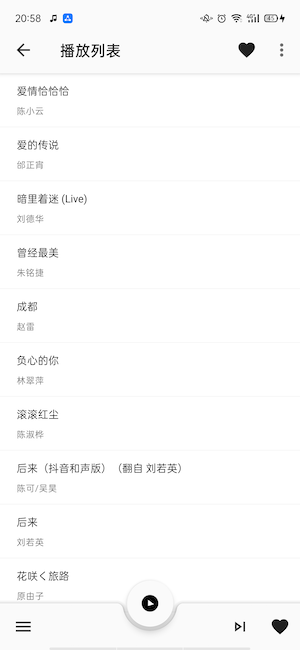 20:58
播放列表
爱情恰恰恰
陈小云
爱的传说
邰正宵
暗里着迷 (Live)
刘德华
曾经最美
朱铭捷
成都
赵雷
负心的你
林翠萍
滚滚红尘
陈淑桦
后来（抖音和声版）（翻自 刘若英）
陈可/吴昊
后来
刘若英
花咲く旅路
原由子